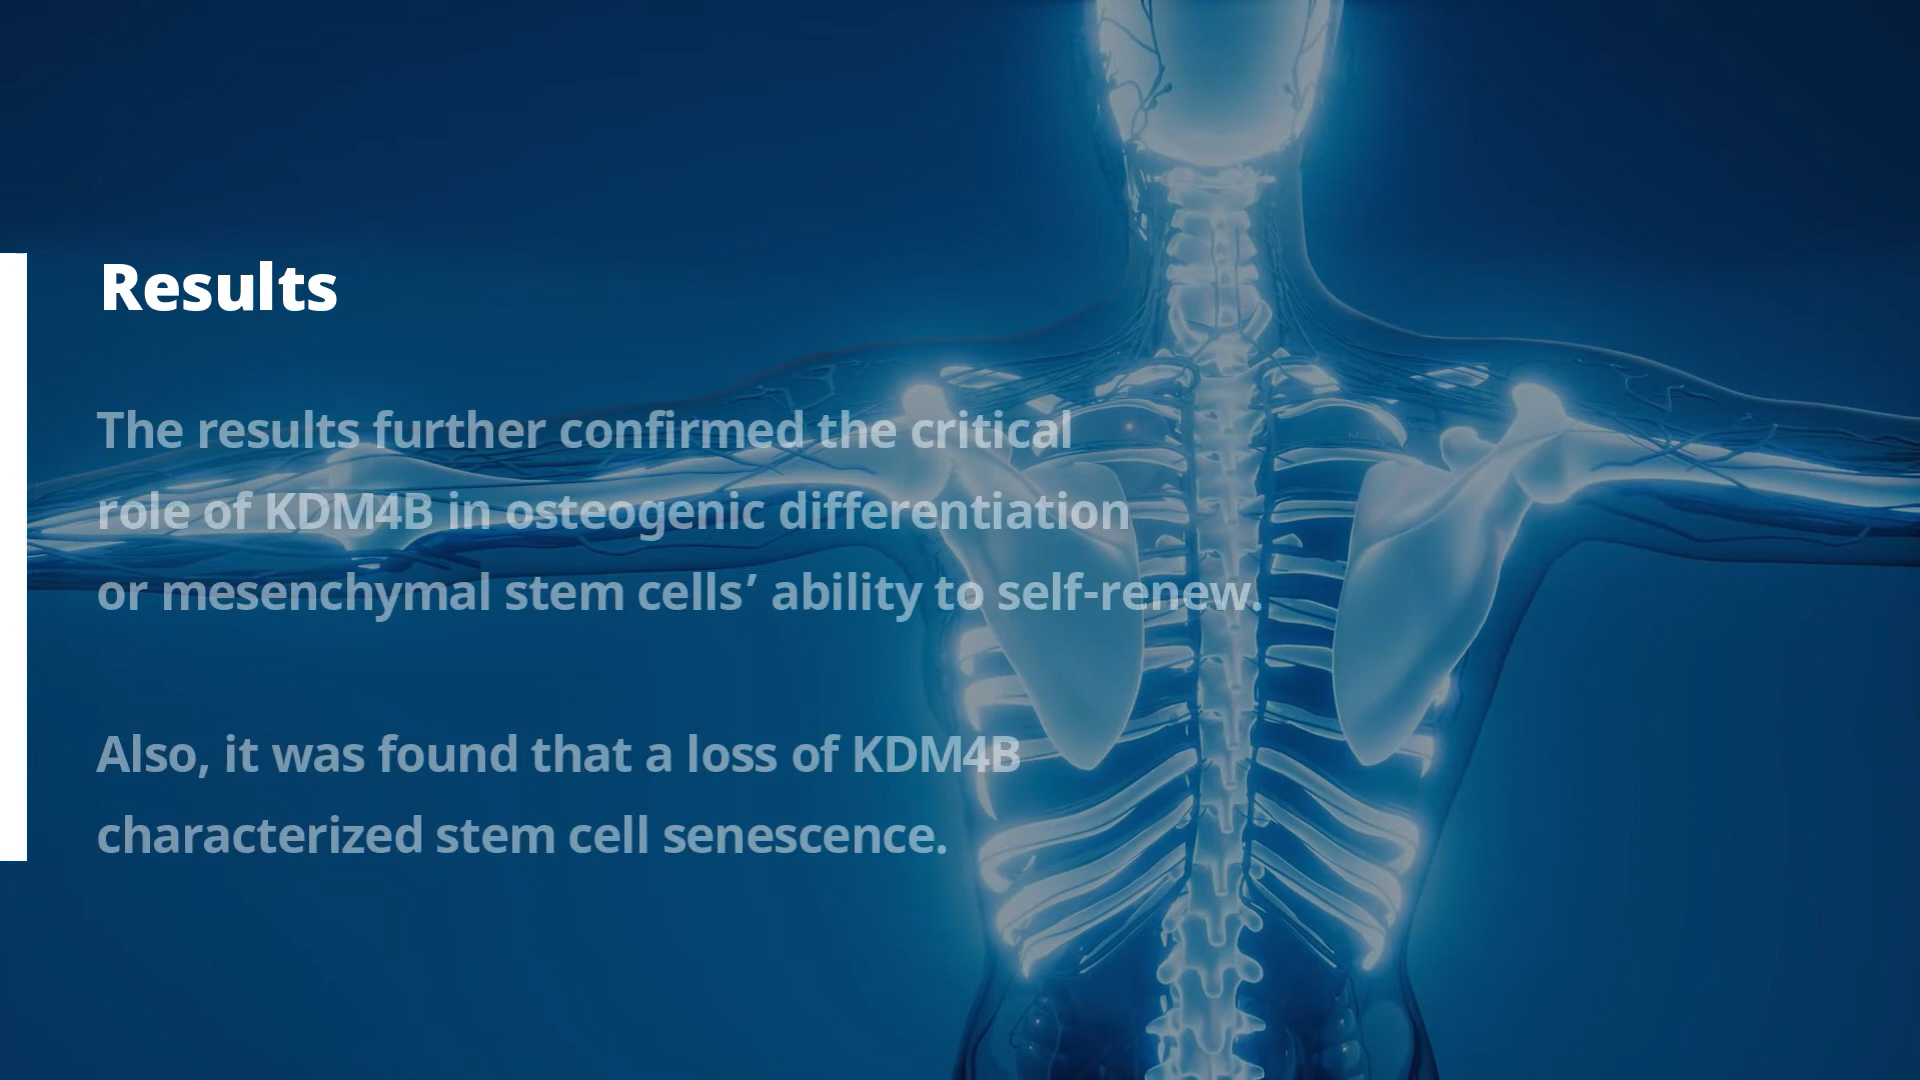 Results
The results further confirmed the critical
role of KDM4B in osteogenic differentiation
or mesenchymal stem cells’ ability to self-renew.
Also, it was found that a loss of KDM4B
characterized stem cell senescence.